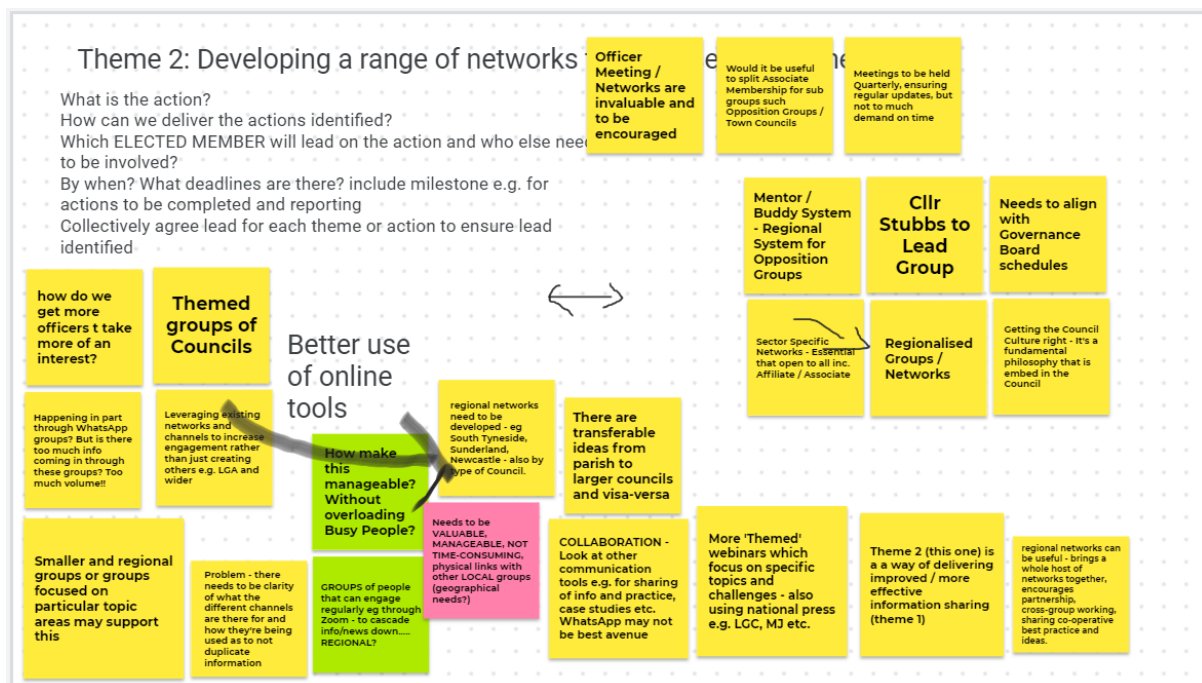 Theme 2: Developing a range of networks
What is the action?
How can we deliver the actions identified?
Which ELECTED MEMBER will lead on the action and who else
to be involved?
By when? What deadlines are there? include milestone e.g. for
actions to be completed and reporting
Collectively agree lead for each theme or action to ensure lead
identified
Officer
Meeting /
Networks are
invaluable and
to be
encouraged
Would it be useful
to split Associate
Membership for sub
groups such
Opposition Groups /
Town Councils
Meetings to be held
Quarterly, ensuring
regular updates, but
not to much
demand on time
Mentor /
Buddy System
- Regional
System for
Opposition
Groups
Cllr
Stubbs to
Lead
Group
Needs to align
with
Governance
Board
schedules
Sector Specific
Networks - Essential
that open to all inc.
Affiliate / Associate
Regionalised
Groups /
Networks
Getting the Council
Culture right - It's a
fundamental
philosophy that is
embed in the
Council
how do we
get more
officers t take
more of an
interest?
Themed
groups of
Councils
Better use
of online
tools
Happening in part
through WhatsApp
groups? But is there
too much info
coming in through
these groups? Too
much volume!!
Leveraging existing
networks and
channels to increase
engagement rather
than just creating
others e.g. LGA and
wider
How make
this
manageable?
Without
overloading
Busy People?
regional networks
need to be
developed - eg
South Tyneside,
Sunderland,
Newcastle - also by
type of Council.
There are
transferable
ideas from
parish to
larger councils
and visa-versa
Smaller and regional
groups or groups
focused on
particular topic
areas may support
this
Problem - there
needs to be clarity
of what the
different channels
are there for and
how they're being
used as to not
duplicate
information
GROUPS of people
that can engage
regularly eg through
Zoom - to cascade
info/news down.....
REGIONAL?
Needs to be
VALUABLE,
MANAGEABLE, NOT
TIME-CONSUMING,
physical links with
other LOCAL groups
(geographical
needs?)
COLLABORATION -
Look at other
communication
tools e.g. for sharing
of info and practice,
case studies etc.
WhatsApp may not
be best avenue
More 'Themed'
webinars which
focus on specific
topics and
challenges - also
using national press
e.g. LGC, MJ etc.
Theme 2 (this one) is
a a way of delivering
improved / more
effective
information sharing
(theme 1)
regional networks can
be useful - brings a
whole host of
networks together,
encourages
partnership,
cross-group working,
sharing co-operative
best practice and
ideas.